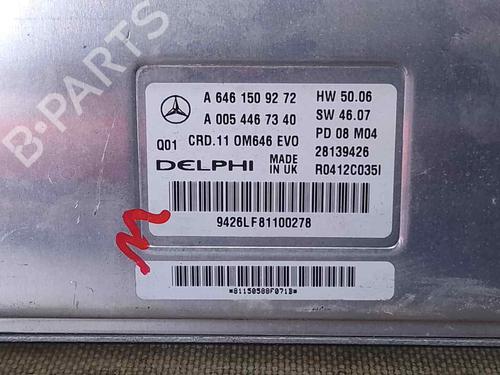 B-PARTS
A 646 150 92 72 HW 50.06
A 005 446 73 40 SW 46.07
Q01 CRD.11 OM646 EVO PD 08 M04
DELPHI MADE IN UK 28139426
R0412C035I
9426LF81100278
*81150588F071B*